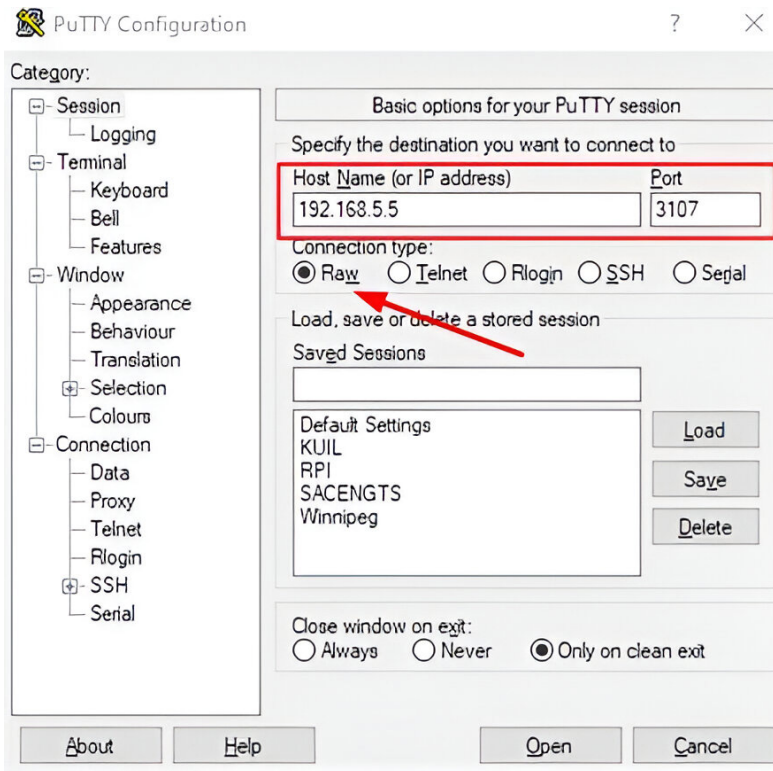 PuTTY Configuration ? ×
Category:
Session
Logging
Terminal
Keyboard
Bell
Features
Window
Appearance
Behaviour
Translation
Selection
Colours
Connection
Data
Proxy
Telnet
Rlogin
SSH
Serial
Basic options for your PuTTY session
Specify the destination you want to connect to
Host Name (or IP address) Port
192.168.5.5 3107
Connection type:
Raw Telnet Rlogin SSH Serial
Load, save or delete a stored session
Saved Sessions
Default Settings
KUIL
RPI
SACENGTS
Winnipeg
Load
Save
Delete
Close window on exit:
Always Never Only on clean exit
About Help Open Cancel